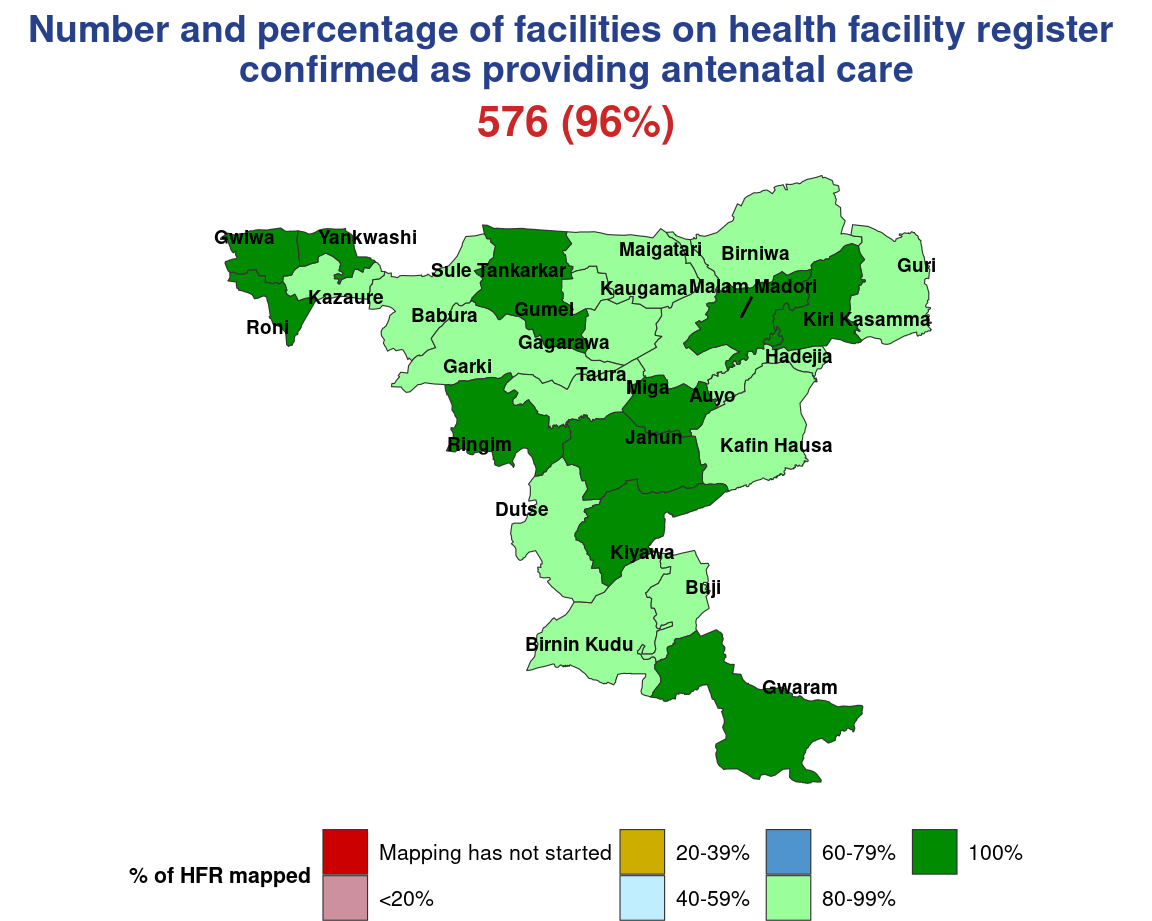 Number and percentage of facilities on health facility register
confirmed as providing antenatal care
576 (96%)
Gwiwa
Yankwashi
Maigatari
Birniwa
Guri
Sule Tankarkar
Kaugama
Malam Madori
Kazaure
Roni
Babura
Gumel
Kiri Kasamma
Gagarawa
Hadejia
Garki
Taura
Miga
Auyo
Ringim
Jahun
Kafin Hausa
Dutse
Kiyawa
Buji
Birnin Kudu
Gwaram
% of HFR mapped
Mapping has not started
<20%
20-39%
40-59%
60-79%
80-99%
100%